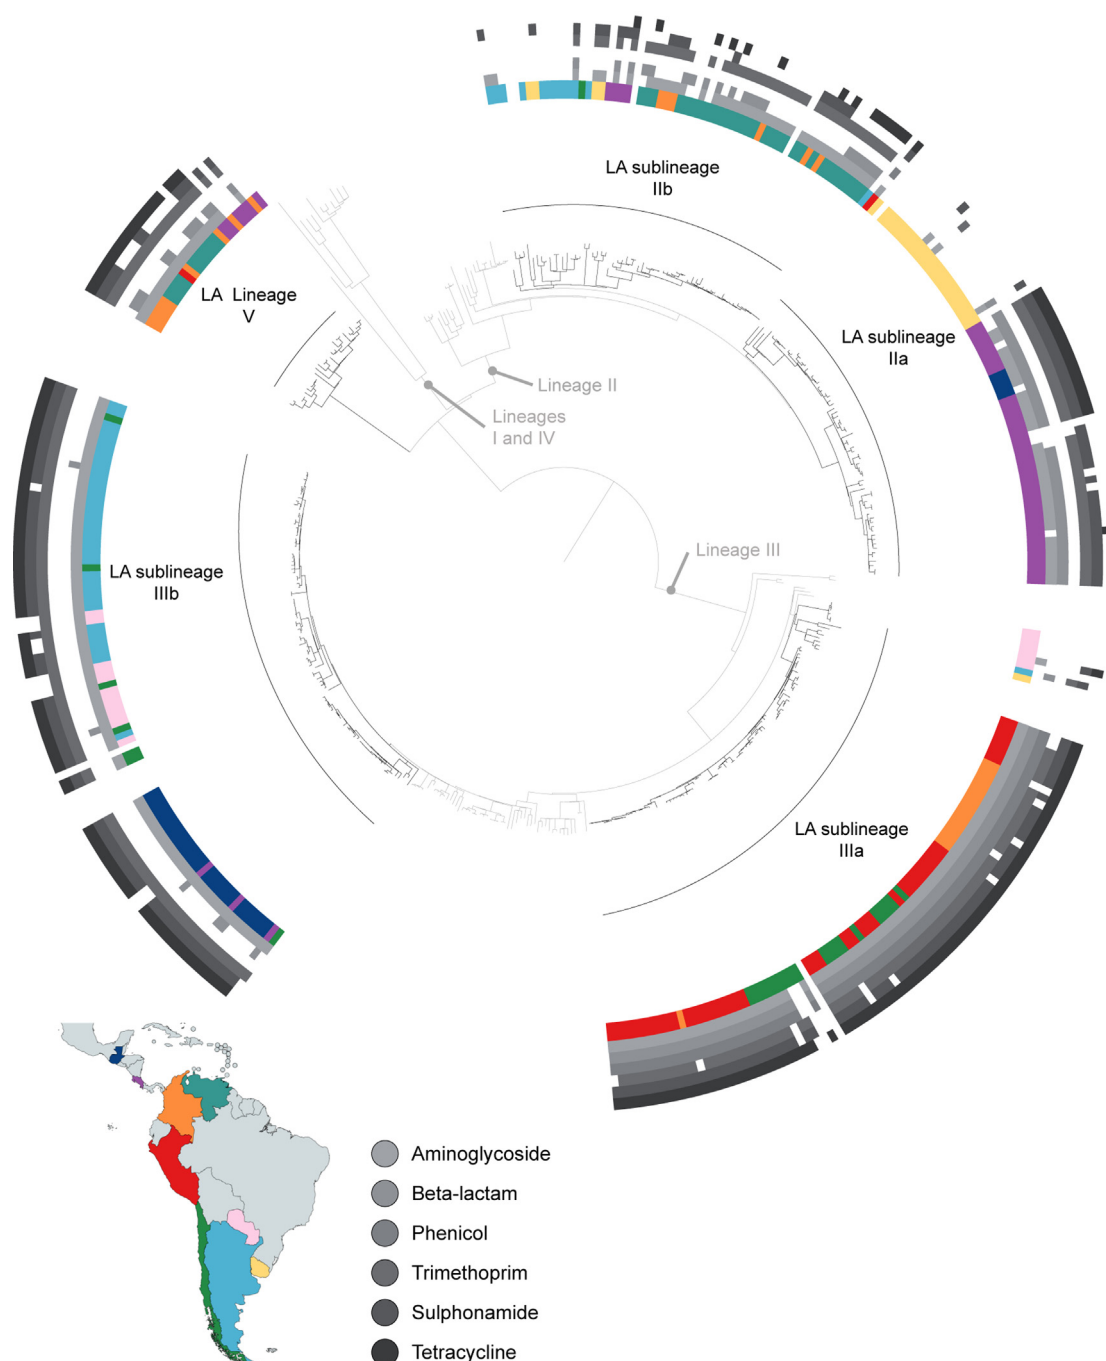 LA sublineage
IIb
LA Lineage
V
LA sublineage
IIa
Lineage II
Lineages
I and IV
Lineage III
LA sublineage
IIIb
LA sublineage
IIIa
Aminoglycoside
Beta-lactam
Phenicol
Trimethoprim
Sulphonamide
Tetracycline